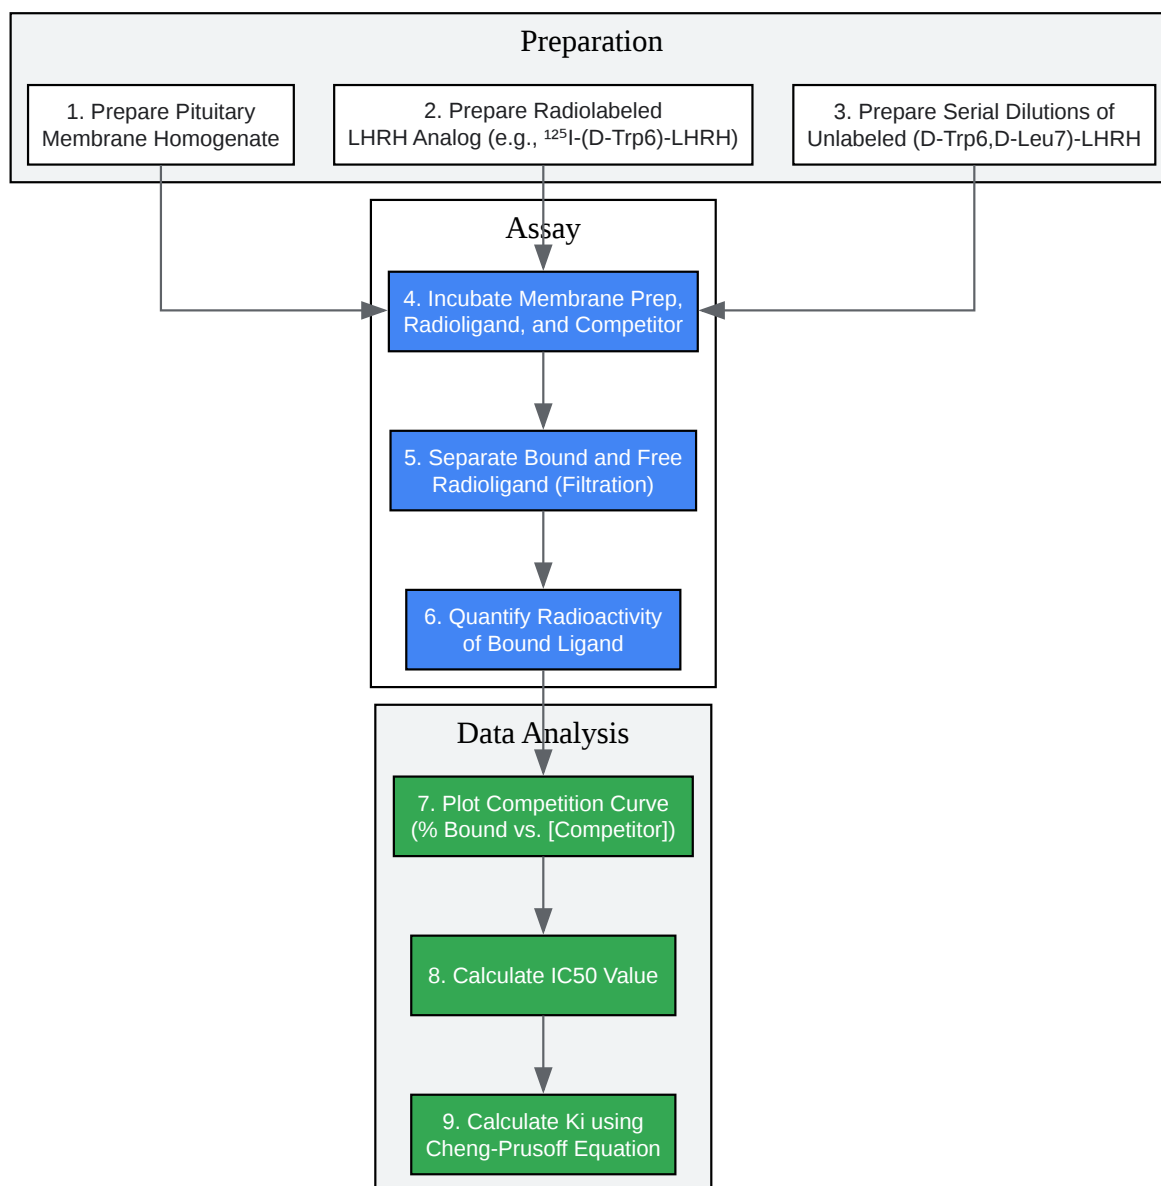 Preparation
1. Prepare Pituitary
Membrane Homogenate
2. Prepare Radiolabeled
LHRH Analog (e.g., ¹²⁵I-(D-Trp6)-LHRH)
3. Prepare Serial Dilutions of
Unlabeled (D-Trp6,D-Leu7)-LHRH
Assay
4. Incubate Membrane Prep,
Radioligand, and Competitor
5. Separate Bound and Free
Radioligand (Filtration)
6. Quantify Radioactivity
of Bound Ligand
Data Analysis
7. Plot Competition Curve
(% Bound vs. [Competitor])
8. Calculate IC50 Value
9. Calculate Ki using
Cheng-Prusoff Equation